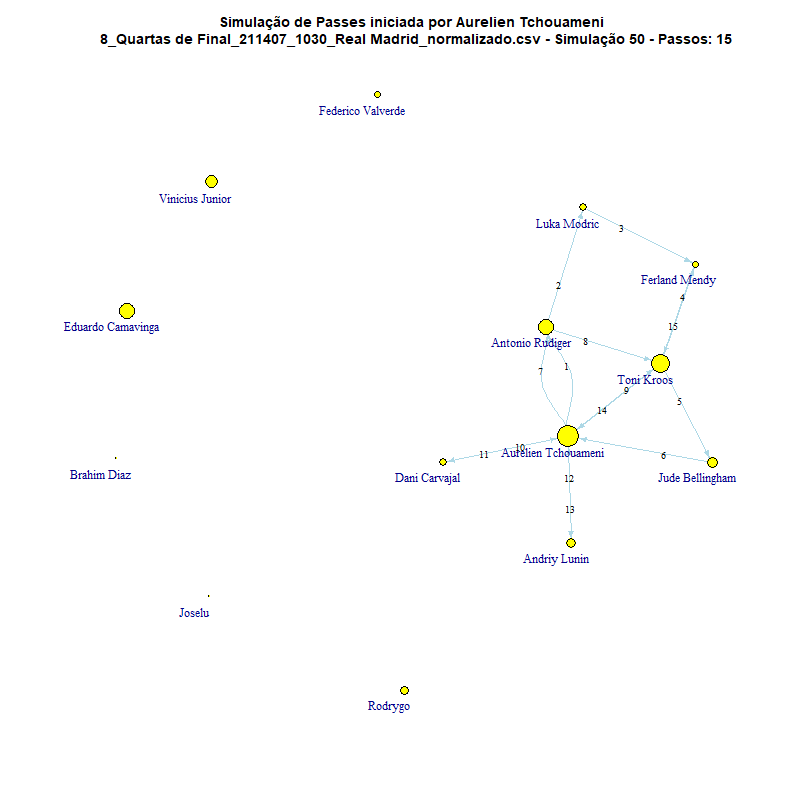 Simulação de Passes iniciada por Aurelien Tchouameni
8_Quartas de Final_211407_1030_Real Madrid_normalizado.csv - Simulação 50 - Passos: 15
Federico Valverde
Vinicius Junior
Luka Modric
3
Ferland Mendy
2
4
Eduardo Camavinga
15
Antonio Rudiger
8
7
1
Toni Kroos
9
5
14
10
Aurelien Tchouameni
11
6
Brahim Diaz
Dani Carvajal
12
Jude Bellingham
13
Andriy Lunin
Joselu
Rodrygo